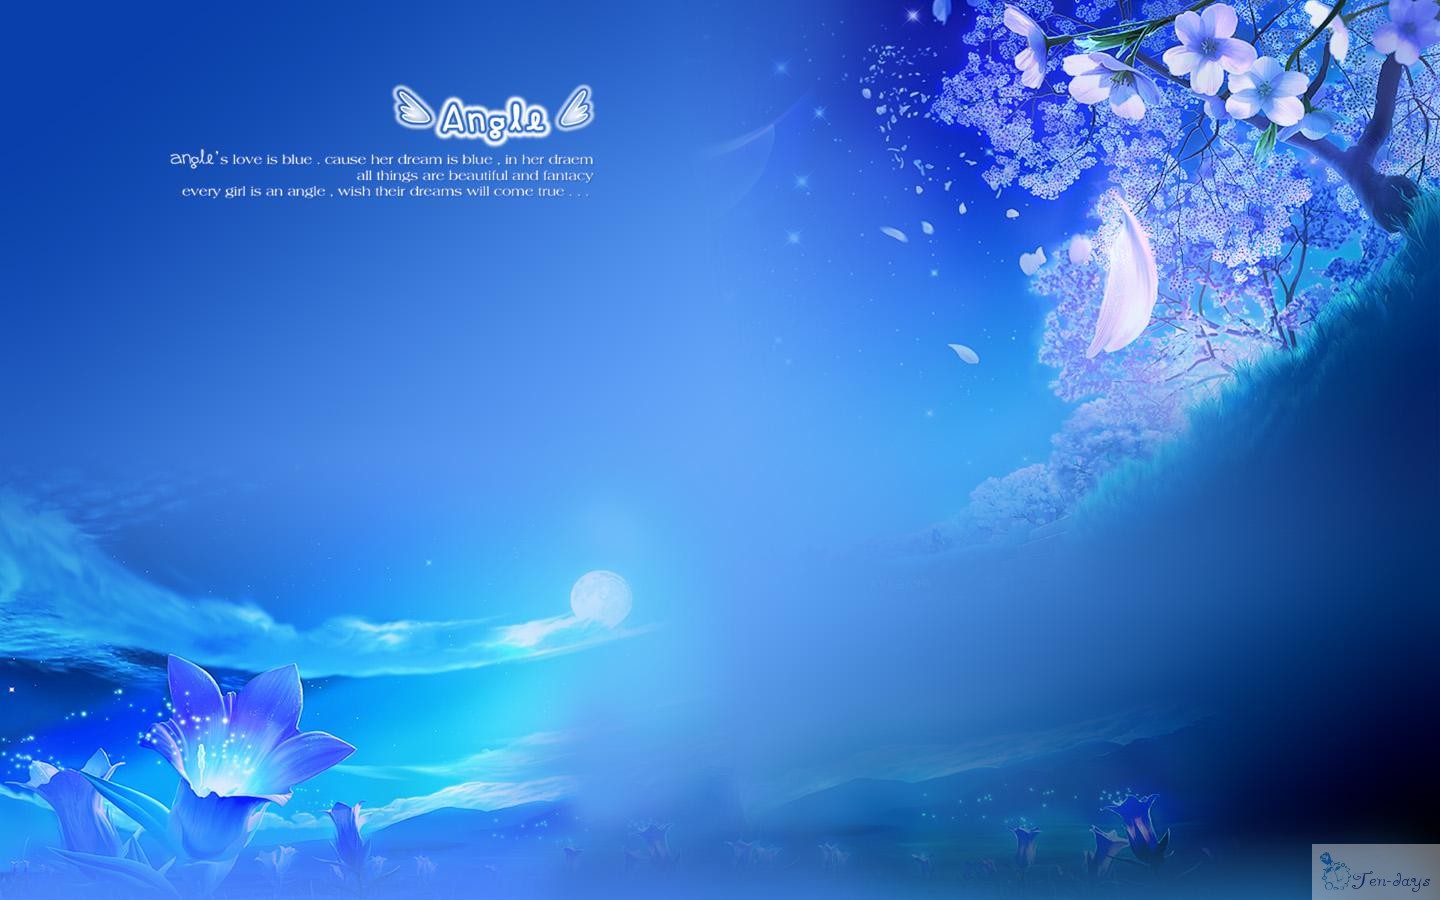 Angle
angle's love is blue . cause her dream is blue , in her draem
all things are beautiful and fantacy
every girl is an angle , wish their dreams will come true . . .
Ten-days